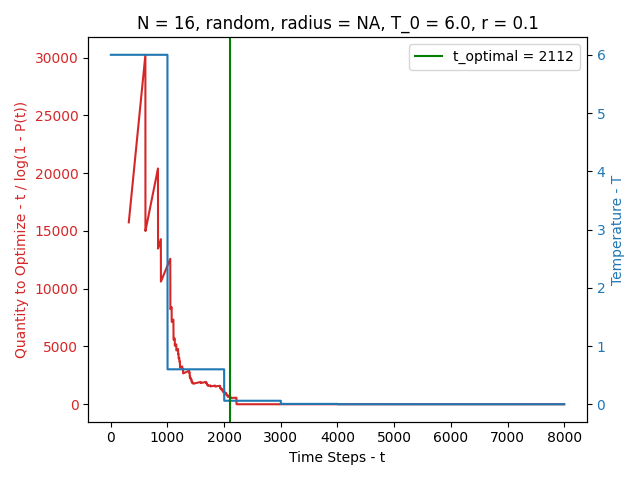 N = 16, random, radius = NA, T_0 = 6.0, r = 0.1
t_optimal = 2112
Quantity to Optimize - t / log(1 - P(t))
30000
25000
20000
15000
10000
5000
0
6
5
4
3
2
1
0
Temperature - T
0 1000 2000 3000 4000 5000 6000 7000 8000
Time Steps - t